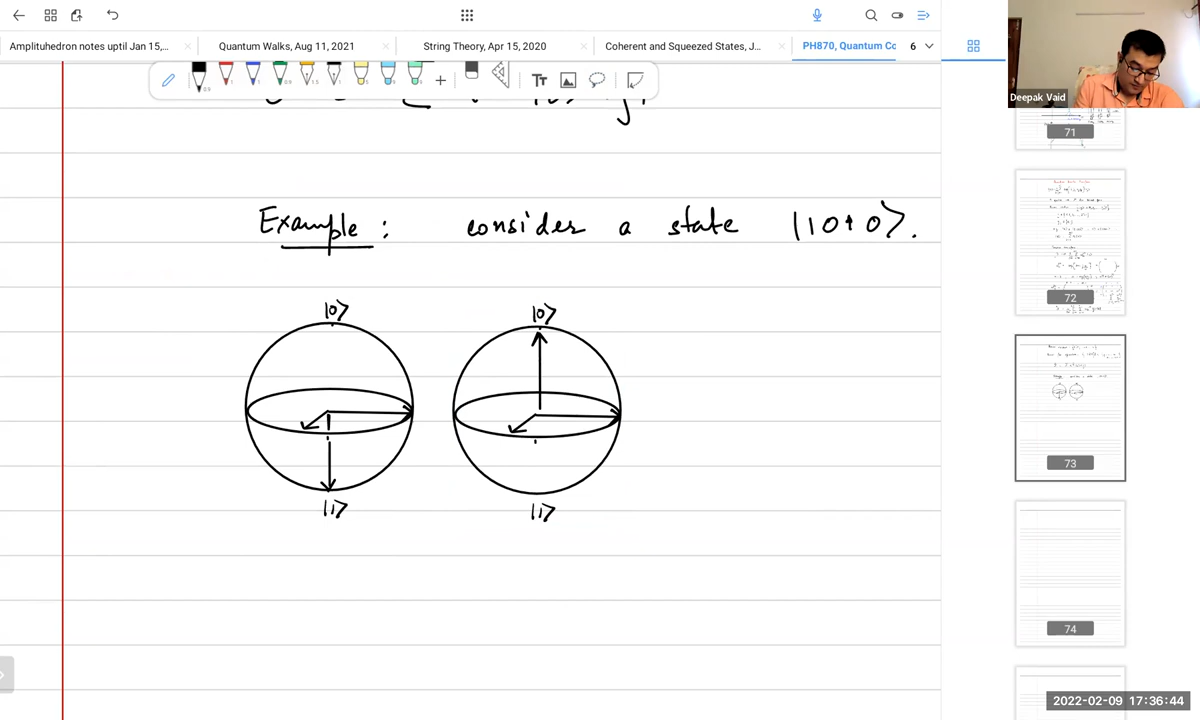 Amplituhedron notes uptil Jan 15,...
Quantum Walks, Aug 11, 2021
String Theory, Apr 15, 2020
Coherent and Squeezed States, J...
PH870, Quantum Cc
6
Tt
Deepak Vaid
Example: consider a state |10+0⟩.
|0⟩ |0⟩
|1⟩ |1⟩
71
72
73
74
2022-02-09 17:36:44